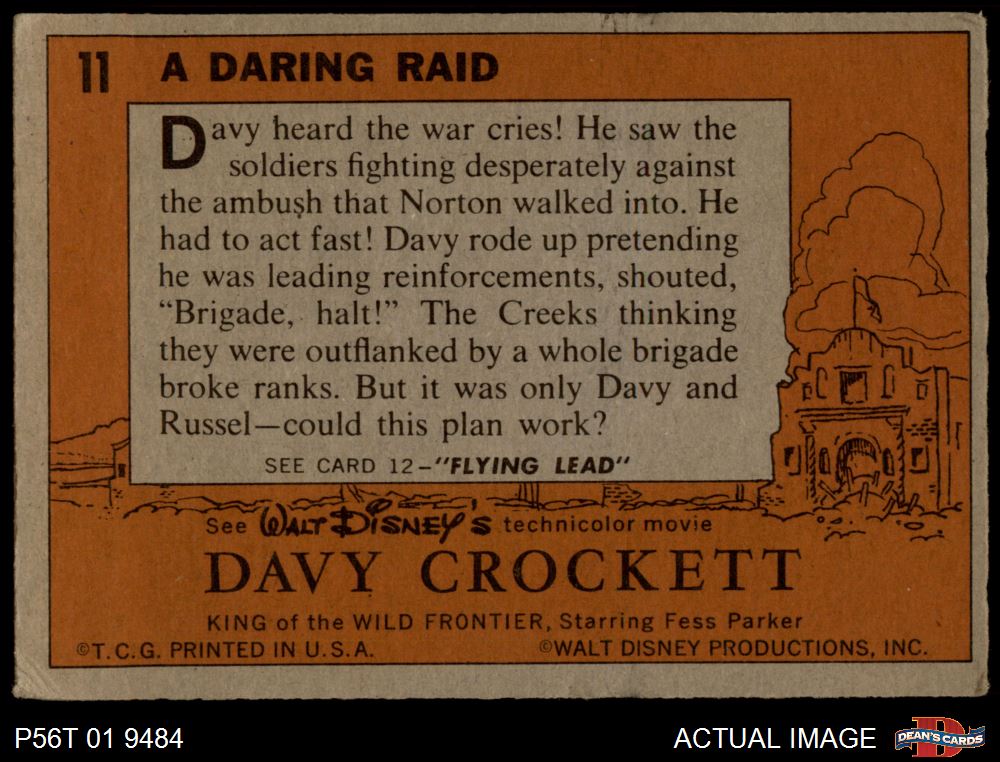 11 A DARING RAID
Davy heard the war cries! He saw the
soldiers fighting desperately against
the ambush that Norton walked into. He
had to act fast! Davy rode up pretending
he was leading reinforcements, shouted,
“Brigade, halt!” The Creeks thinking
they were outflanked by a whole brigade
broke ranks. But it was only Davy and
Russel—could this plan work?
SEE CARD 12-"FLYING LEAD"
See WALT DISNEY'S technicolor movie
DAVY CROCKETT
KING of the WILD FRONTIER, Starring Fess Parker
©T.C.G. PRINTED IN U.S.A. ©WALT DISNEY PRODUCTIONS, INC.
P56T 01 9484 ACTUAL IMAGE D DEAN'S CARDS